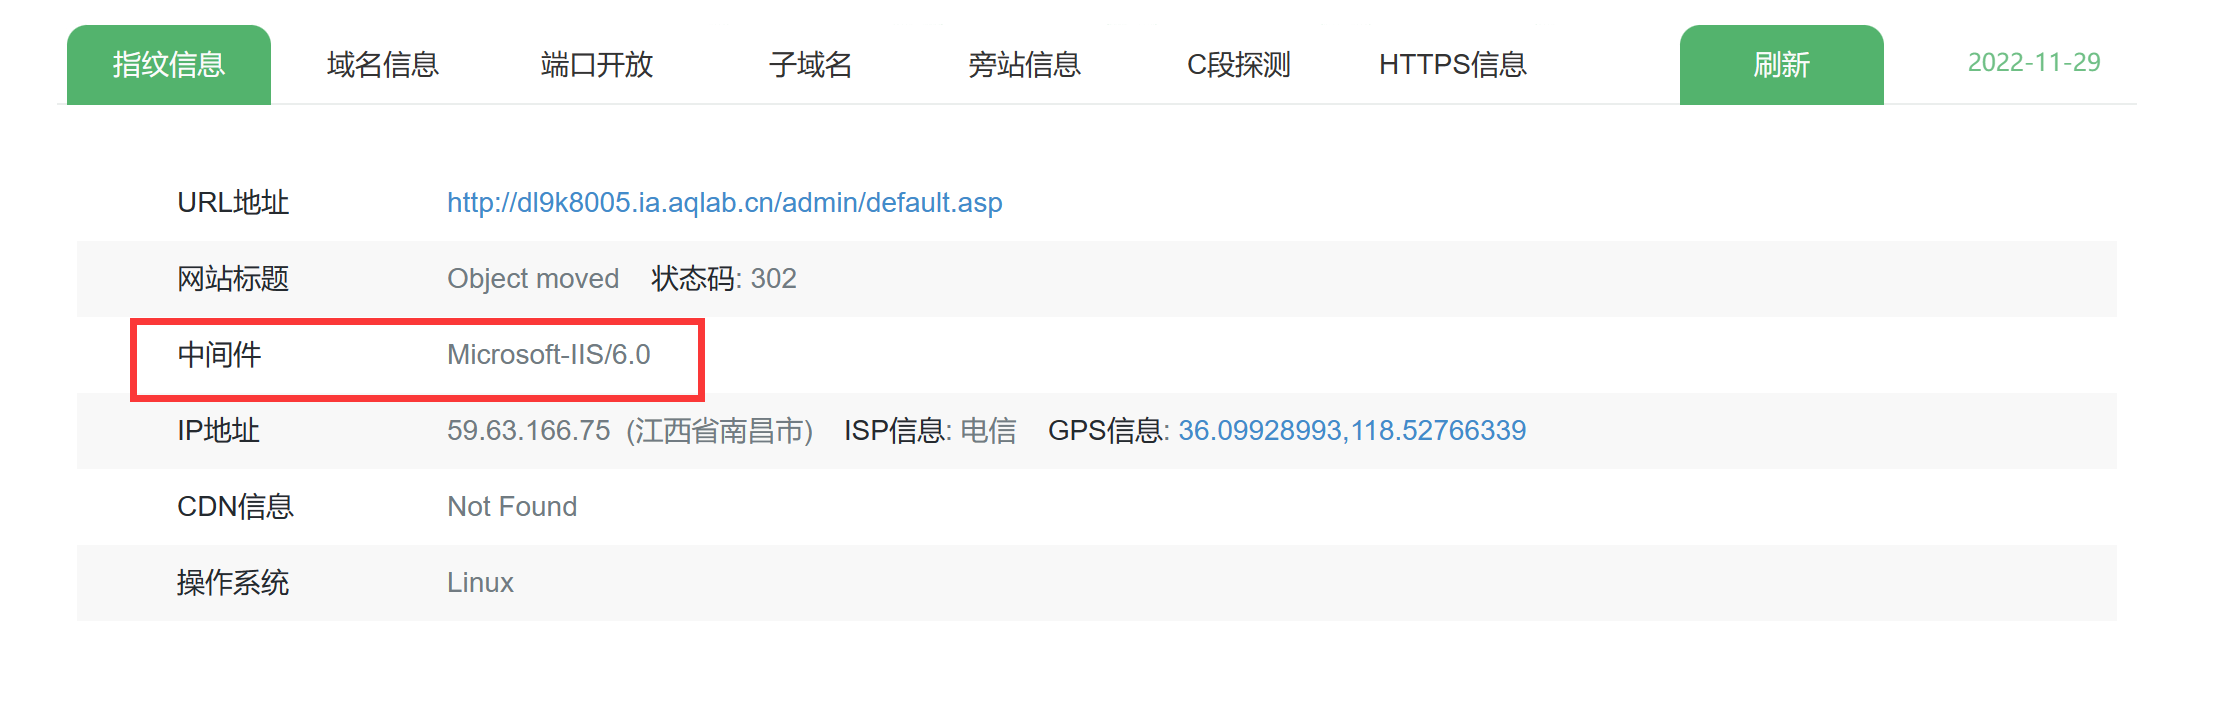 指纹信息 域名信息 端口开放 子域名 旁站信息 C段探测 HTTPS信息 刷新 2022-11-29
URL地址 http://dl9k8005.ia.aqlab.cn/admin/default.asp
网站标题 Object moved 状态码: 302
中间件 Microsoft-IIS/6.0
IP地址 59.63.166.75 (江西省南昌市) ISP信息: 电信 GPS信息: 36.09928993,118.52766339
CDN信息 Not Found
操作系统 Linux